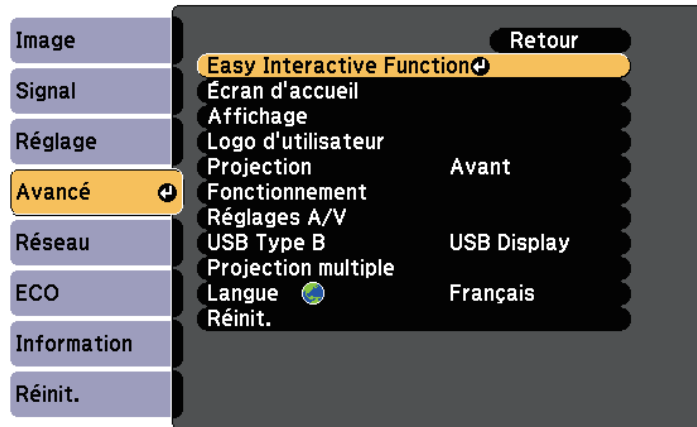 Image
Signal
Réglage
Avancé
Réseau
ECO
Information
Réinit.
Retour
Easy Interactive Function
Écran d'accueil
Affichage
Logo d'utilisateur
Projection Avant
Fonctionnement
Réglages A/V
USB Type B USB Display
Projection multiple
Langue Français
Réinit.